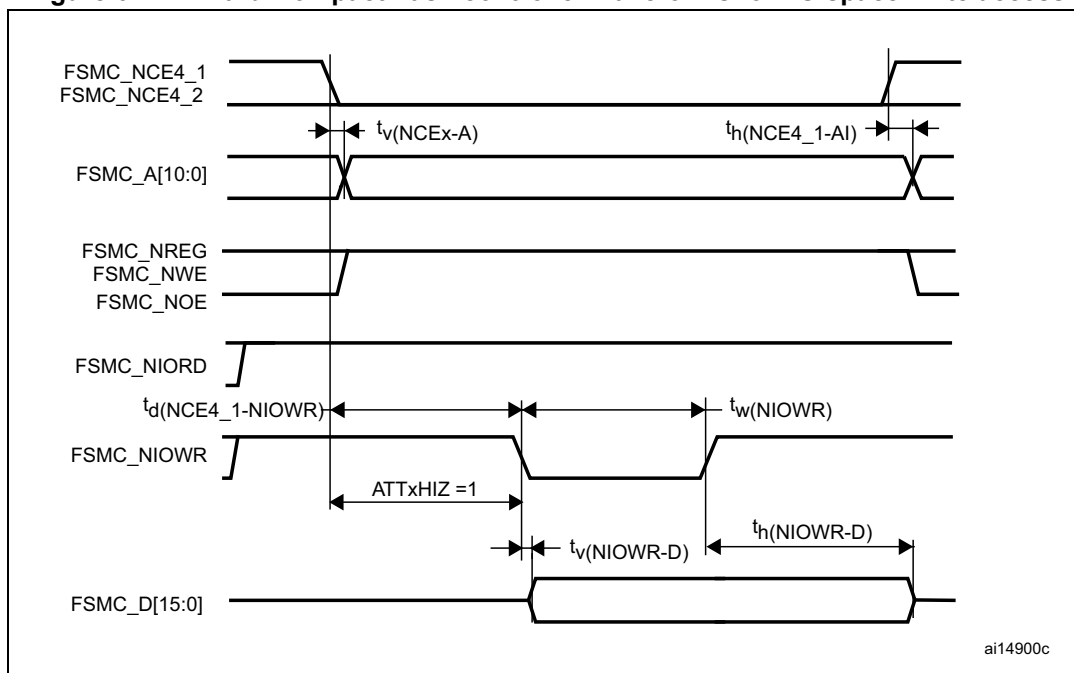 FSMC_NCE4_1
FSMC_NCE4_2
tv(NCEx-A)
th(NCE4_1-AI)
FSMC_A[10:0]
FSMC_NREG
FSMC_NWE
FSMC_NOE
FSMC_NIORD
td(NCE4_1-NIOWR)
tw(NIOWR)
FSMC_NIOWR
ATTxHIZ =1
tv(NIOWR-D)
th(NIOWR-D)
FSMC_D[15:0]
ai14900c